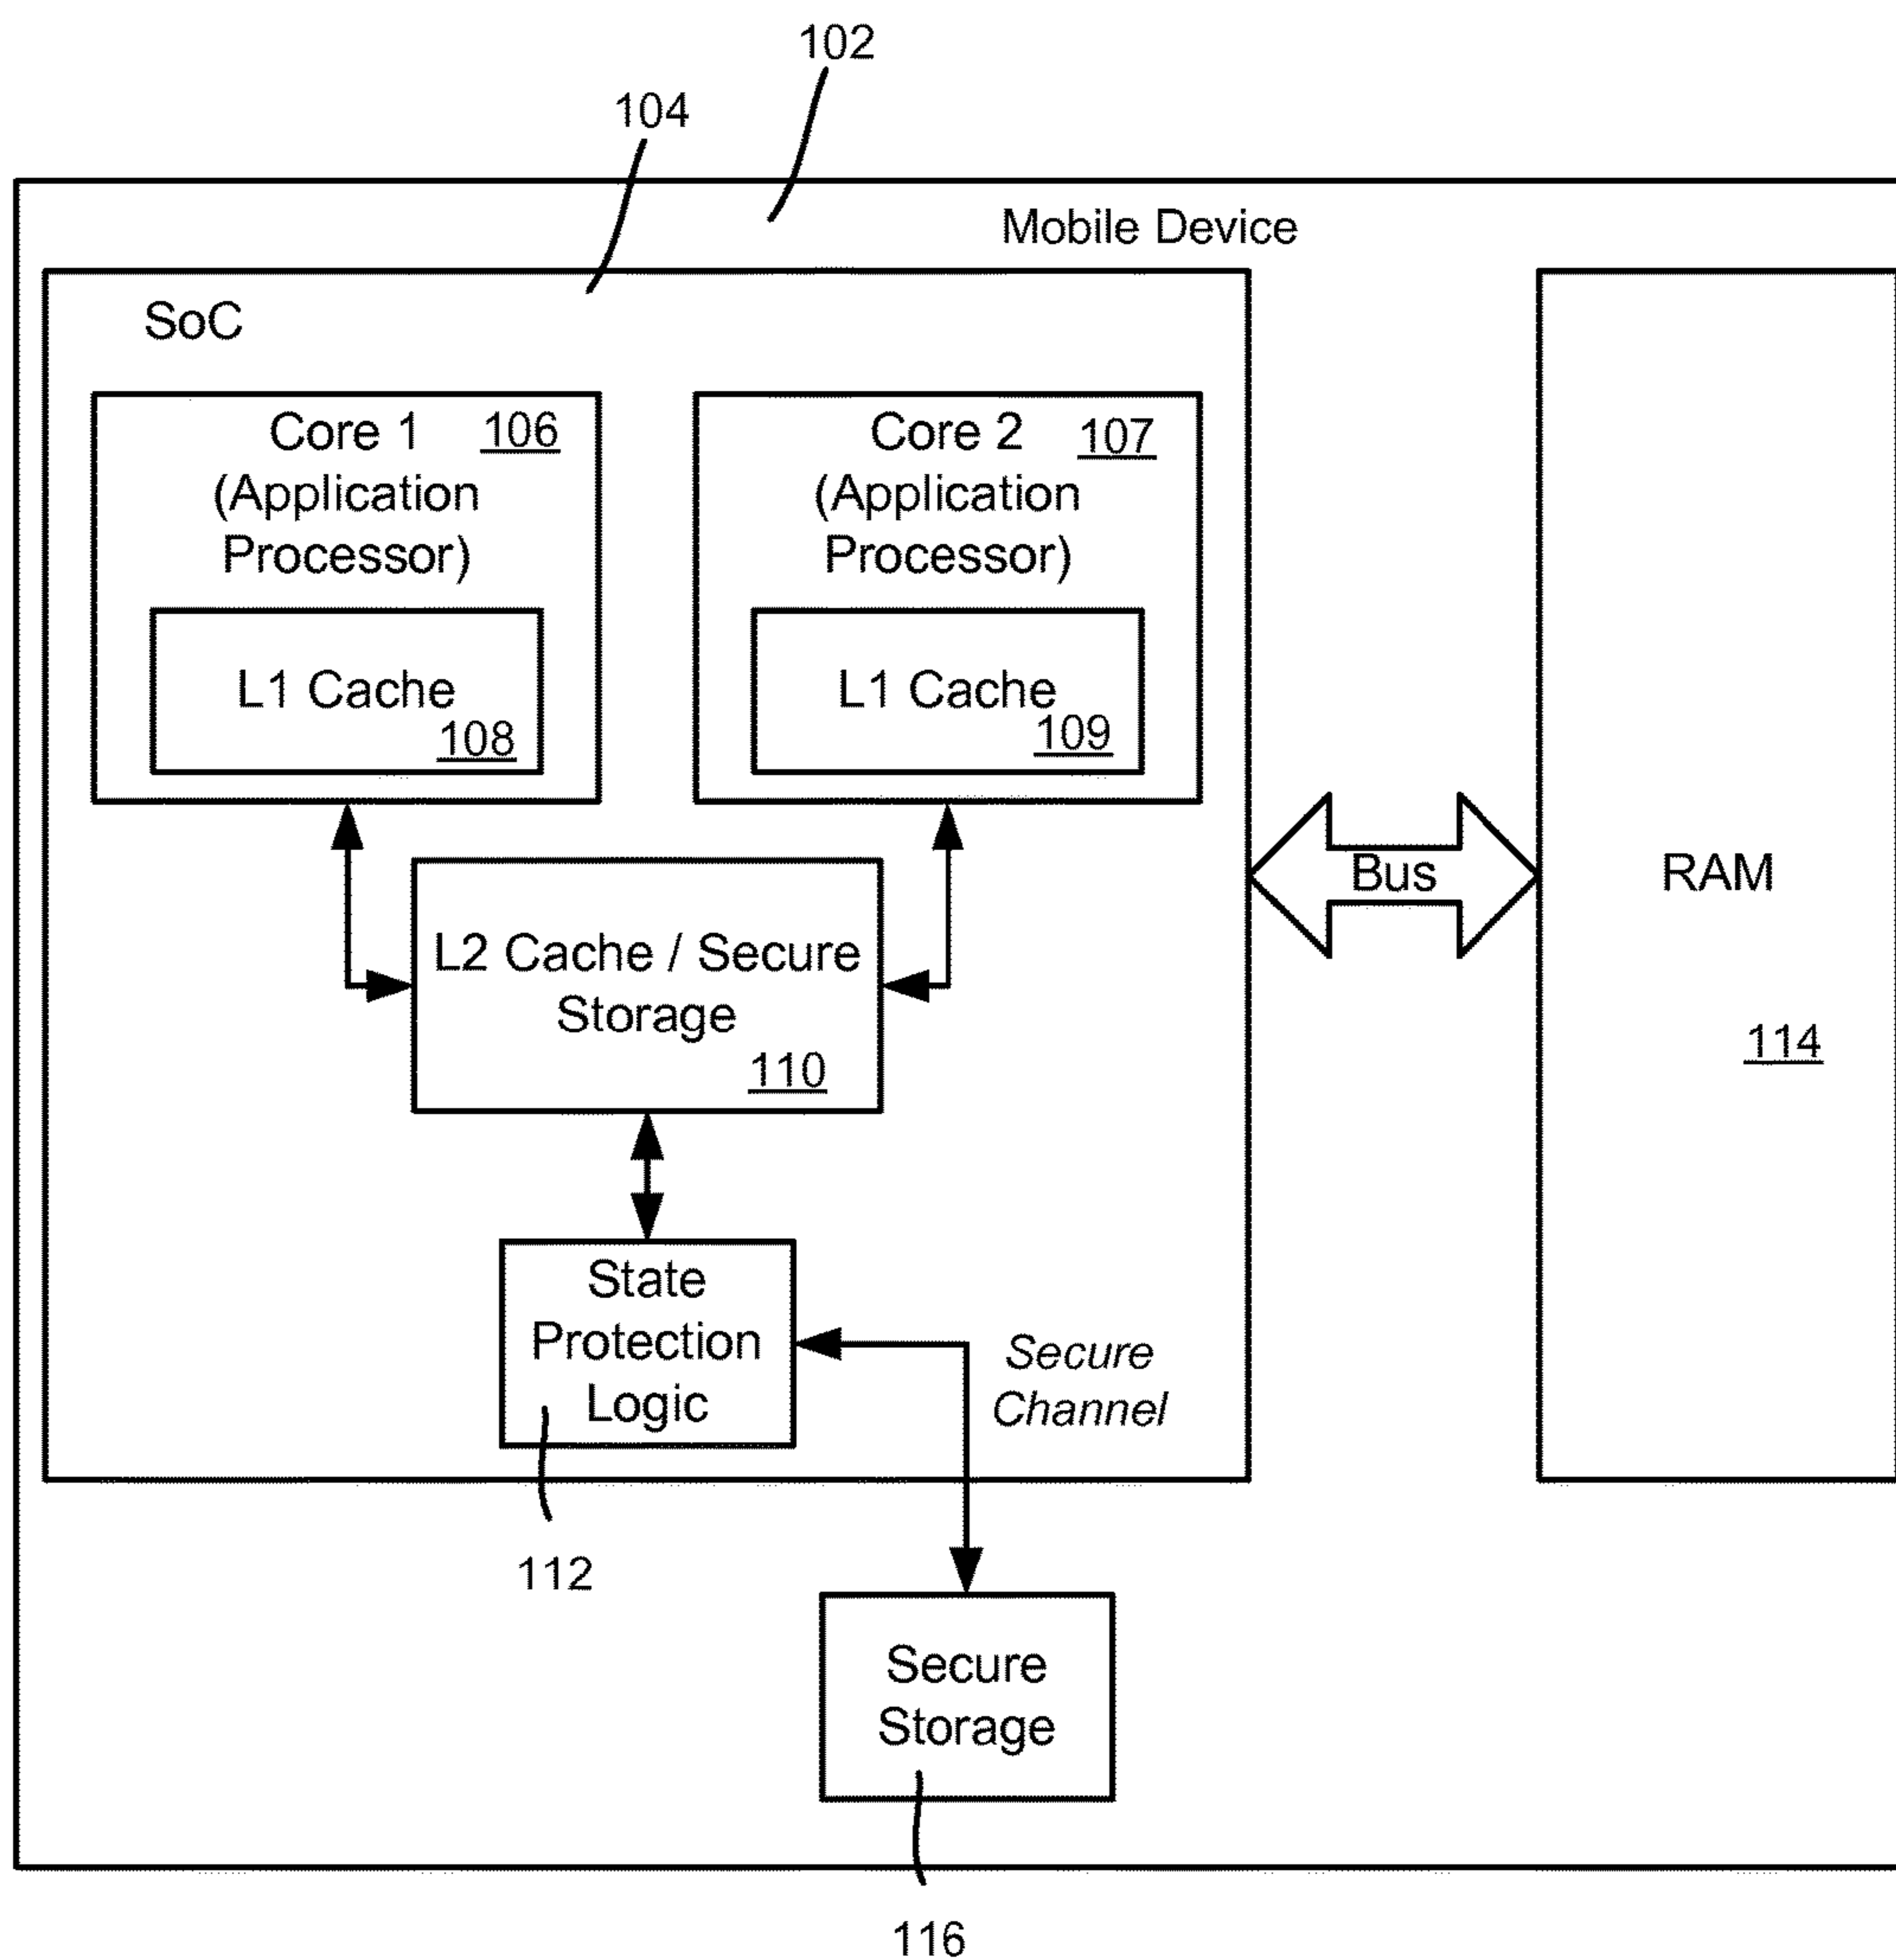 102
104
Mobile Device
SoC
Core 1 106
(Application
Processor)
L1 Cache
108
Core 2 107
(Application
Processor)
L1 Cache
109
L2 Cache / Secure
Storage
110
Bus
RAM
114
State
Protection
Logic
Secure
Channel
112
Secure
Storage
116